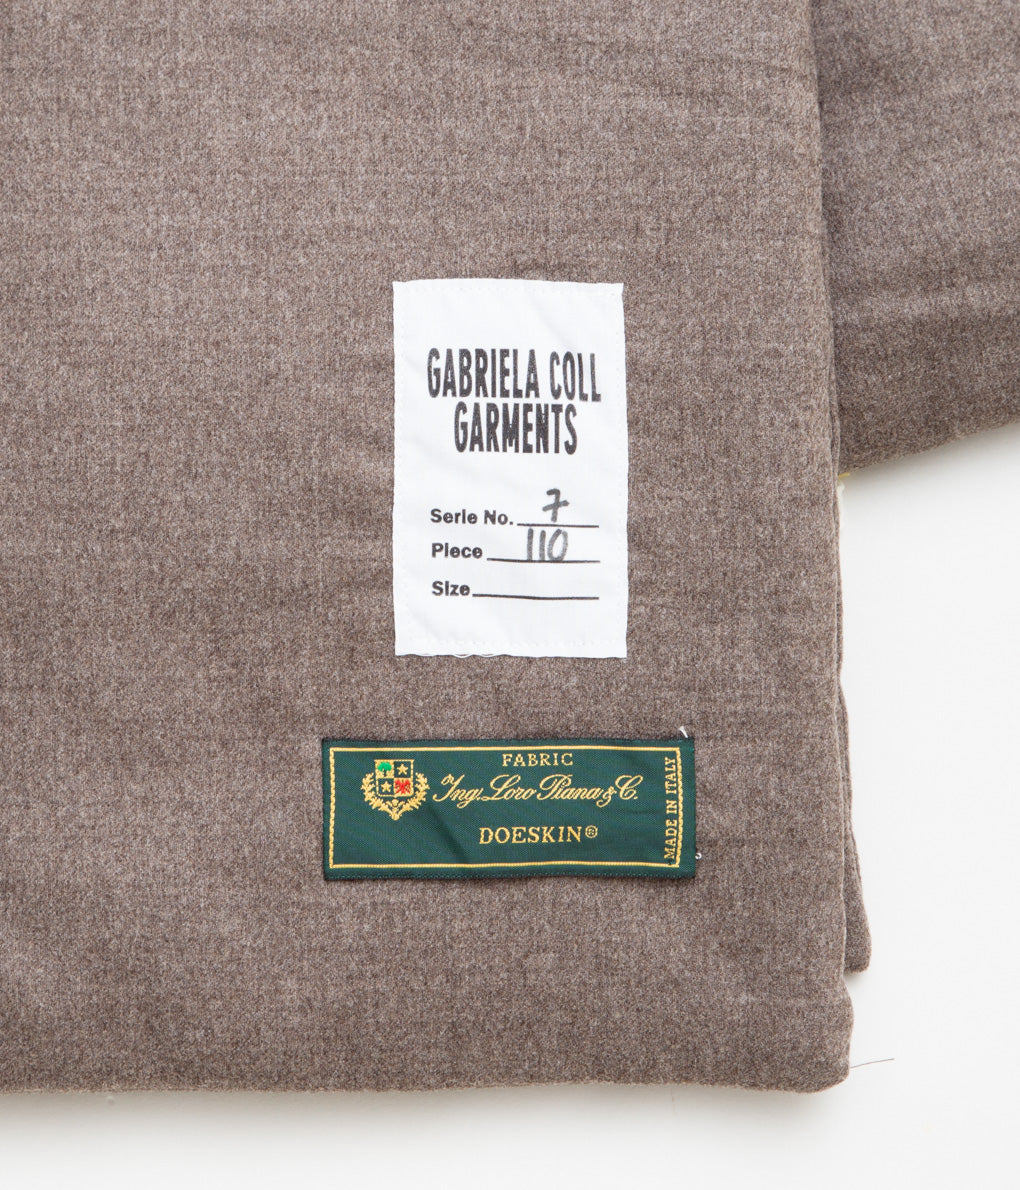 GABRIELA COLL
GARMENTS
Serie No. 7
Piece 110
Size
FABRIC
Ing. Loro Piana & C.
DOESKIN®
MADE IN ITALY